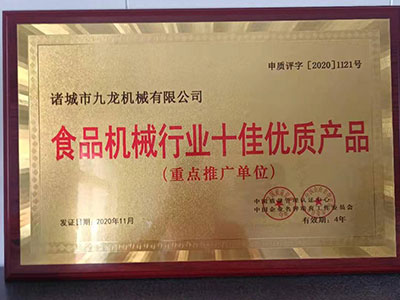 申质评字 [2020]1121号
诸城市九龙机械有限公司
食品机械行业十佳优质产品
(重点推广单位)
发证日期：2020年11月
有效期：4年